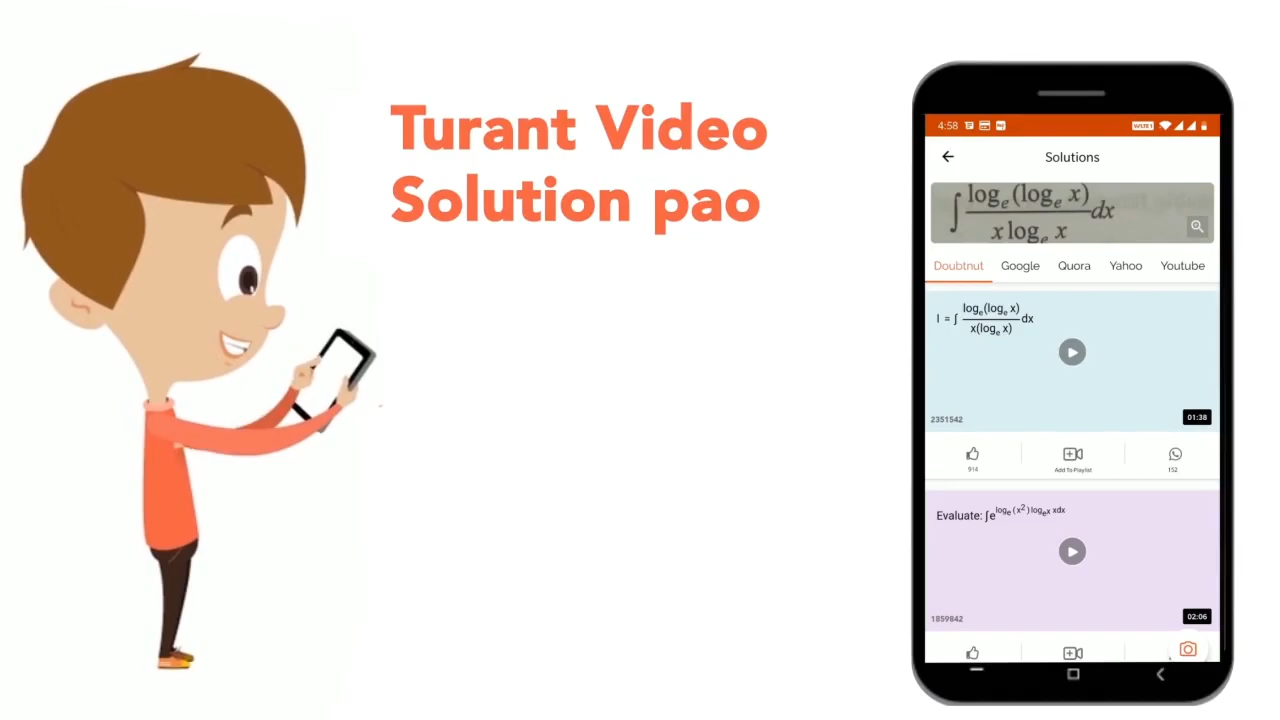 Turant Video
Solution pao
4:58
VoLTE1
Solutions
∫ logₑ(logₑ x) / x logₑ x dx
Doubtnut Google Quora Yahoo Youtube
I = ∫ logₑ(logₑ x) / x(logₑ x) dx
2351542 01:38
914 Add To Playlist 152
Evaluate: ∫e^logₑ(x²)logₑx xdx
1859842 02:06